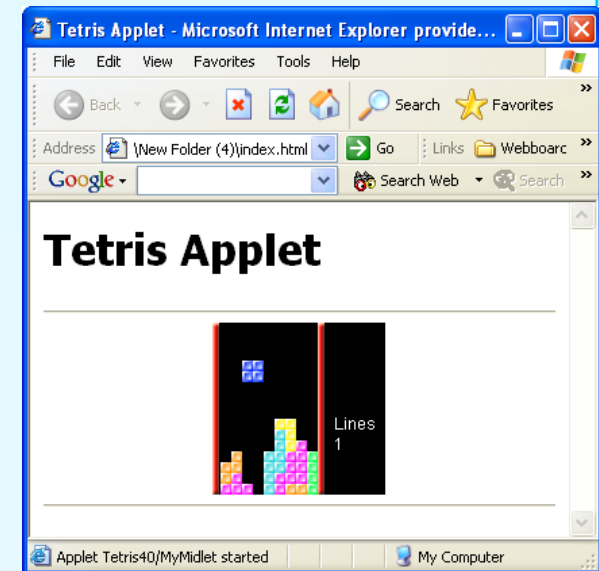 Tetris Applet - Microsoft Internet Explorer provide...
File Edit View Favorites Tools Help
Back Search Favorites »
Address \New Folder (4)\index.html Go Links Webboarc »
Google Search Web Search »
Tetris Applet
Lines
1
Applet Tetris40/MyMidlet started My Computer